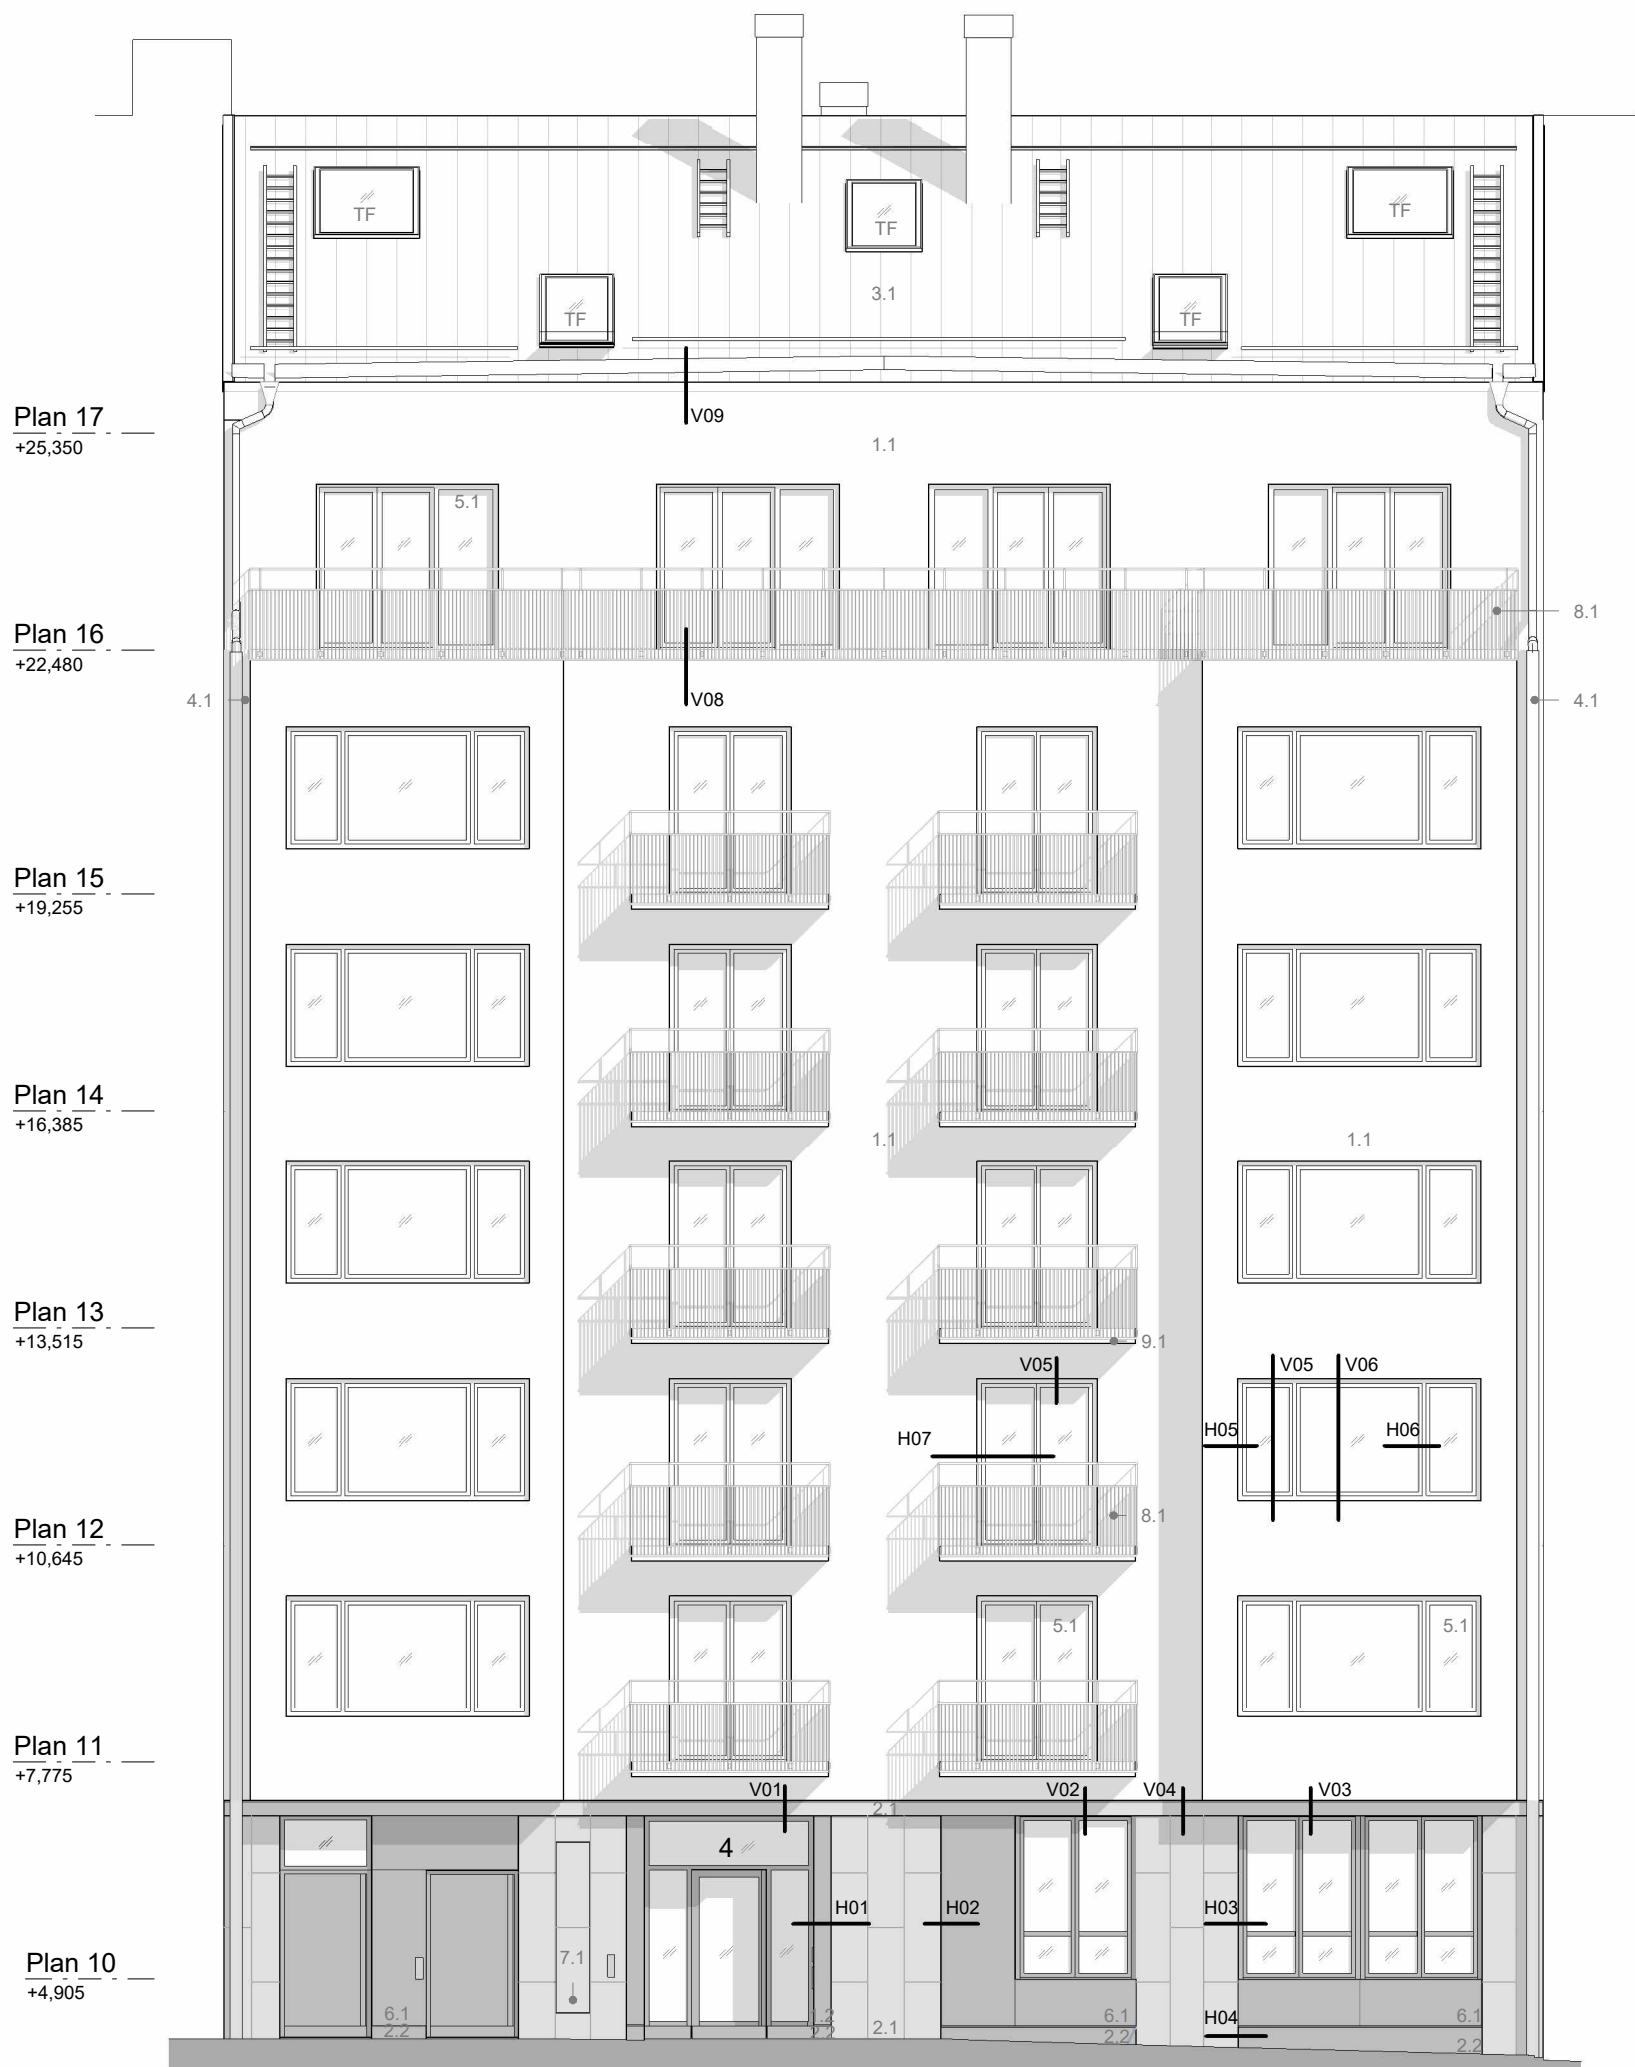 TF
TF
TF
TF
TF
3.1
V09
Plan 17
+25,350
1.1
5.1
8.1
Plan 16
+22,480
4.1
V08
4.1
Plan 15
+19,255
Plan 14
+16,385
1.1
1.1
Plan 13
+13,515
9.1
V05
V05
V06
H07
H05
H06
8.1
Plan 12
+10,645
5.1
5.1
Plan 11
+7,775
V01
V02
V04
V03
2.1
4
H01
H02
H03
7.1
Plan 10
+4,905
6.1
2.2
1.2
2.2
2.1
6.1
2.2
H04
6.1
2.2